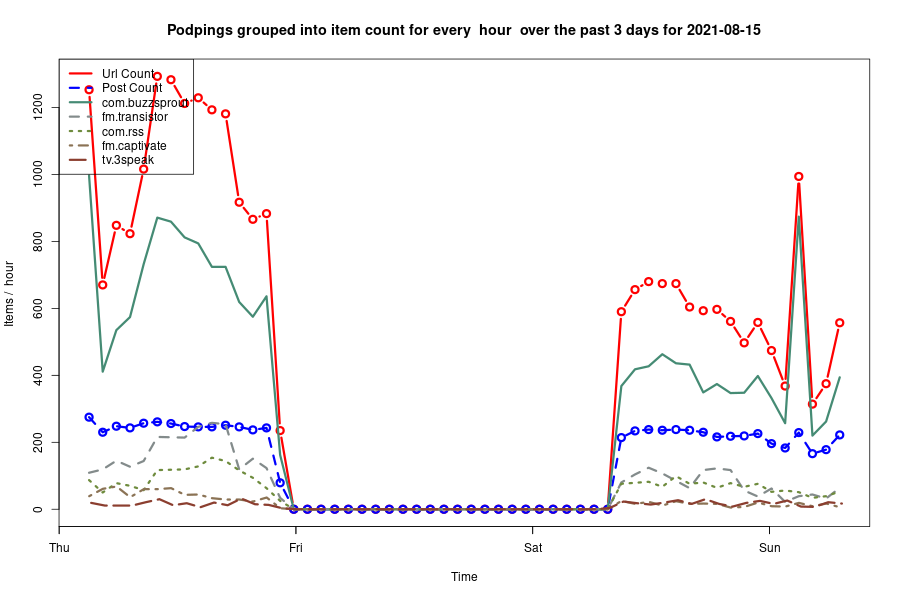 Podpings grouped into item count for every  hour  over the past 3 days for 2021-08-15
Url Count
Post Count
com.buzzsprout
fm.transistor
com.rss
fm.captivate
tv.3speak
Items /  hour
1200
1000
800
600
400
200
0
Thu
Fri
Sat
Sun
Time